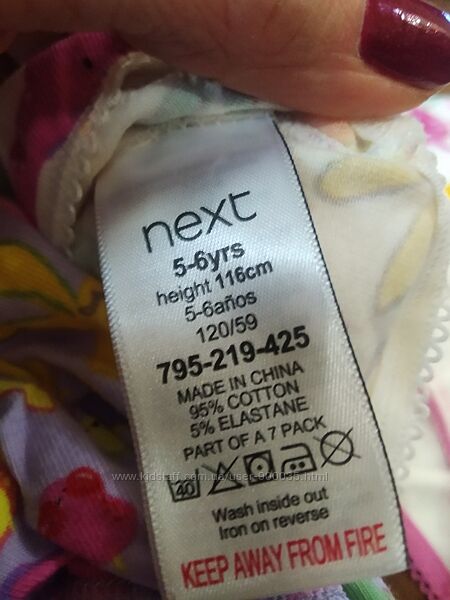 next
5-6yrs
height 116cm
5-6años
120/59
795-219-425
MADE IN CHINA
95% COTTON
5% ELASTANE
PART OF A 7 PACK
40
Wash inside out
Iron on reverse
KEEP AWAY FROM FIRE